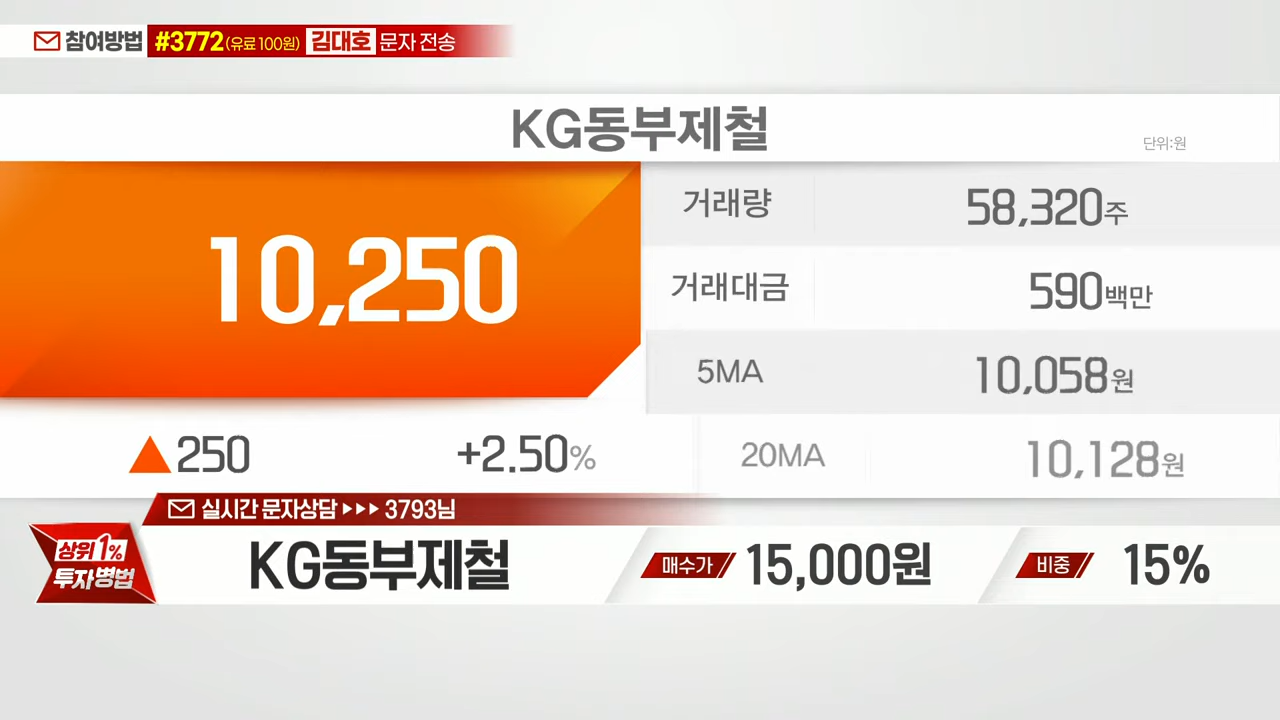 참여방법 #3772(유료 100원) 김대호 문자 전송
KG동부제철
단위:원
10,250
▲250 +2.50%
거래량 58,320주
거래대금 590백만
5MA 10,058원
20MA 10,128원
실시간 문자상담 ▶▶▶ 3793님
상위 1%
투자병법
KG동부제철 매수가 15,000원 비중 15%